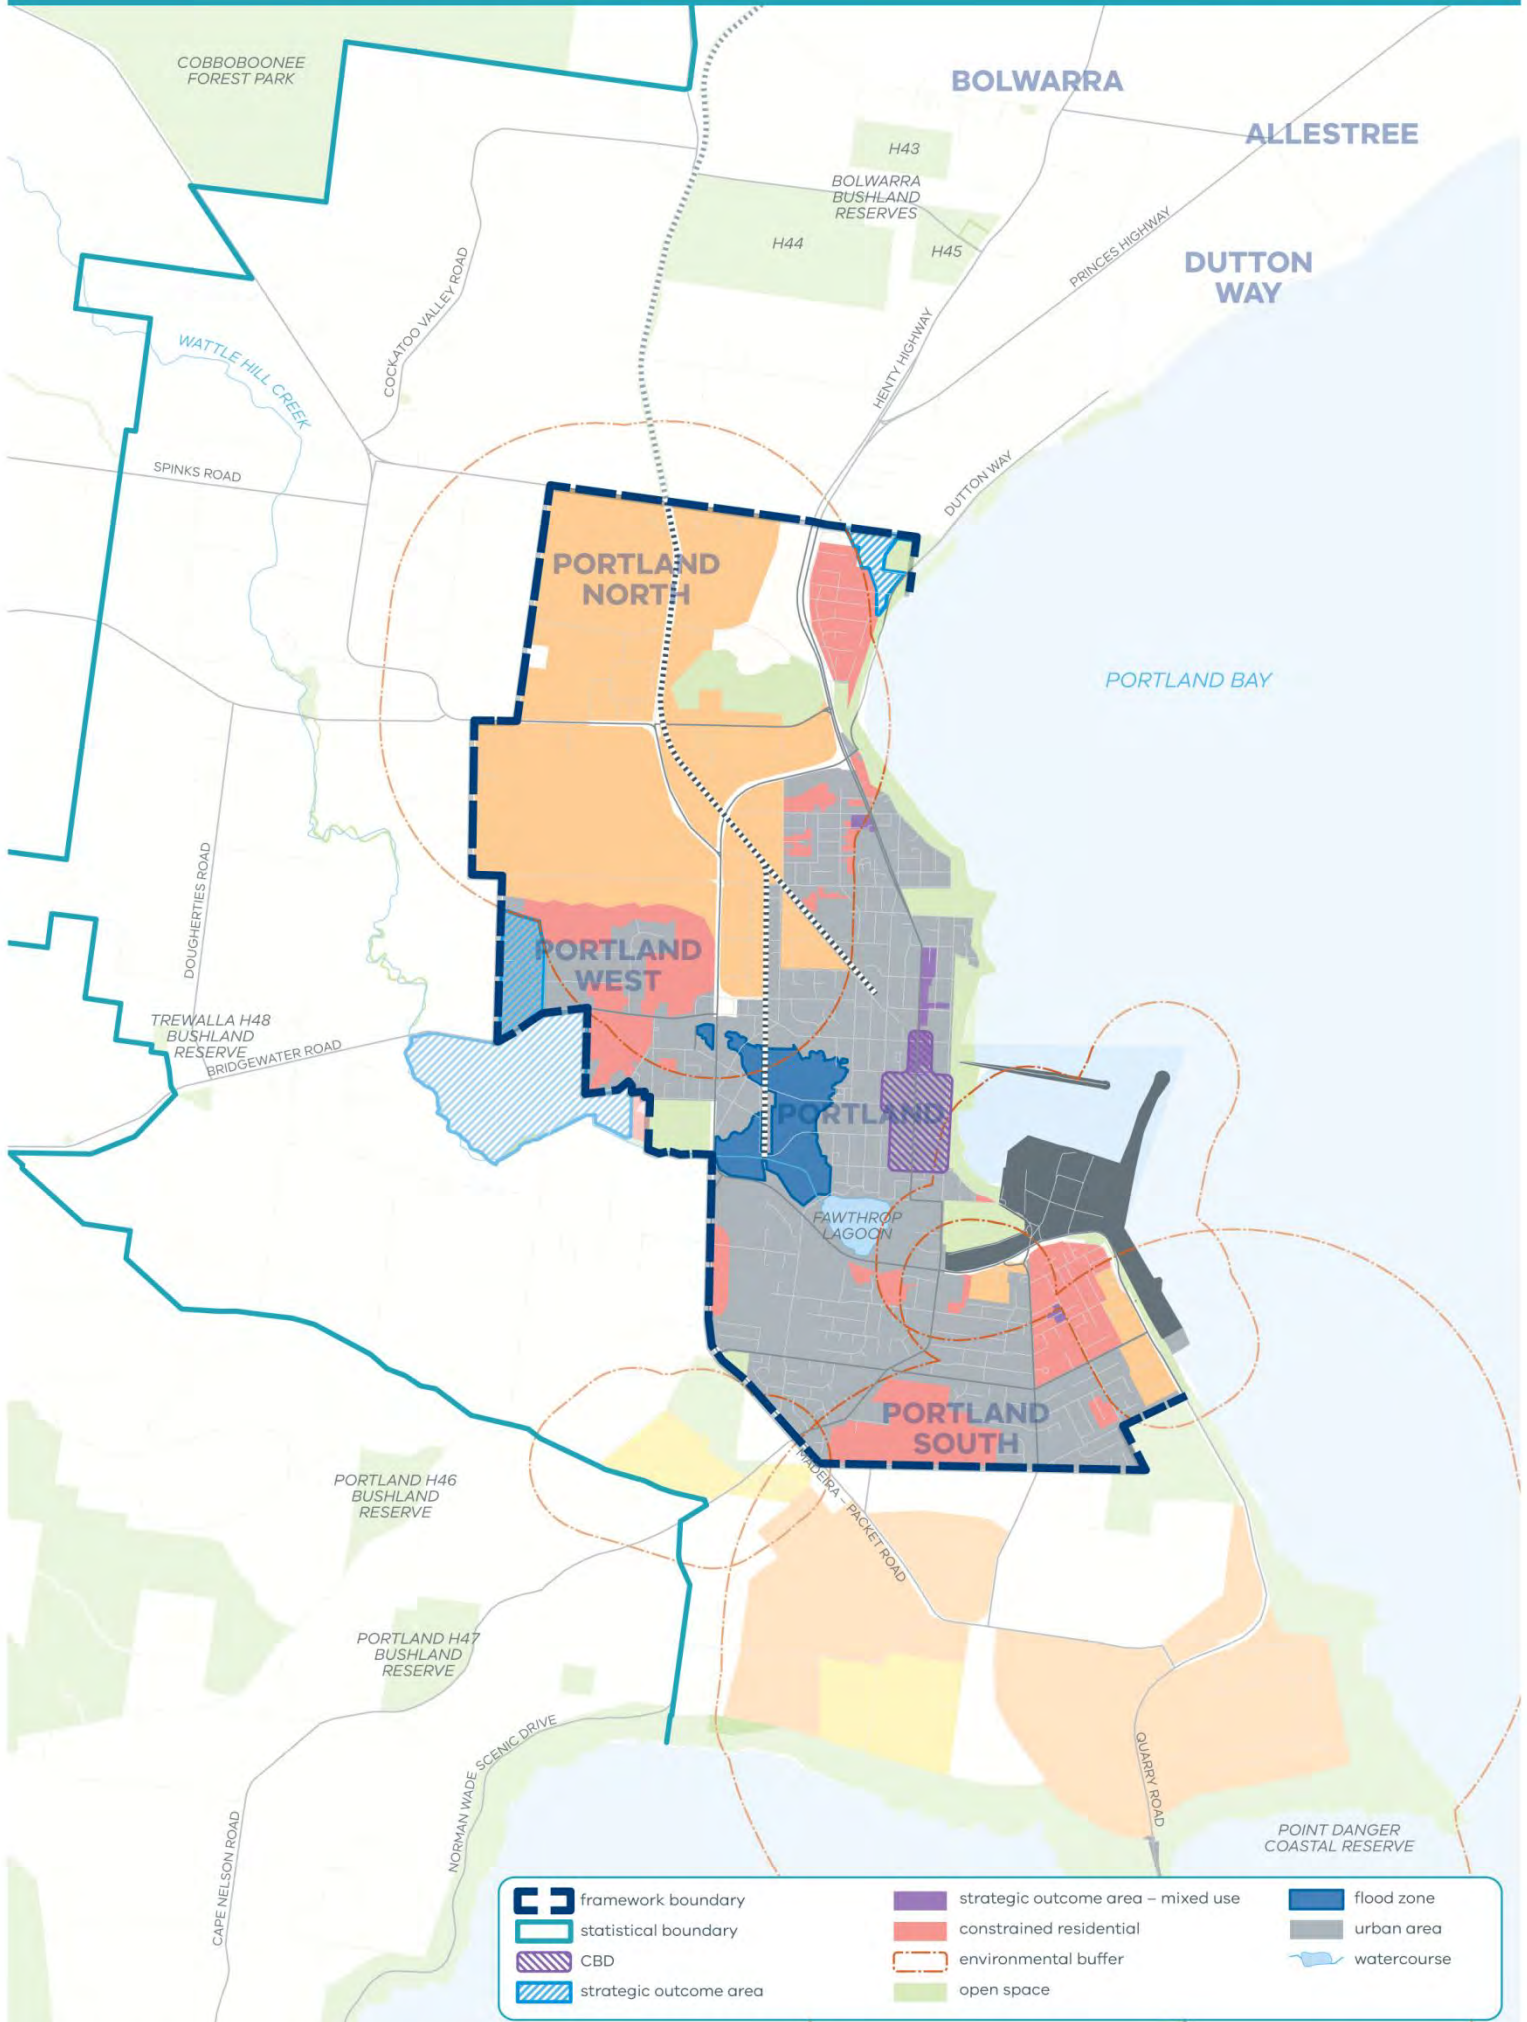 COBBOBOONEE
FOREST PARK
BOLWARRA
ALLESTREE
H43
BOLWARRA
BUSHLAND
RESERVES
H44
H45
PRINCES HIGHWAY
DUTTON
WAY
COCKATOO VALLEY ROAD
WATTLE HILL CREEK
HENTY HIGHWAY
SPINKS ROAD
DUTTON WAY
PORTLAND
NORTH
PORTLAND BAY
DOUGHERTIES ROAD
PORTLAND
WEST
TREWALLA H48
BUSHLAND
RESERVE
BRIDGEWATER ROAD
PORTLAND
FAWTHROP
LAGOON
PORTLAND
SOUTH
MADEIRA – PACKET ROAD
PORTLAND H46
BUSHLAND
RESERVE
PORTLAND H47
BUSHLAND
RESERVE
NORMAN WADE SCENIC DRIVE
QUARRY ROAD
CAPE NELSON ROAD
POINT DANGER
COASTAL RESERVE
framework boundary
statistical boundary
CBD
strategic outcome area
strategic outcome area – mixed use
constrained residential
environmental buffer
open space
flood zone
urban area
watercourse